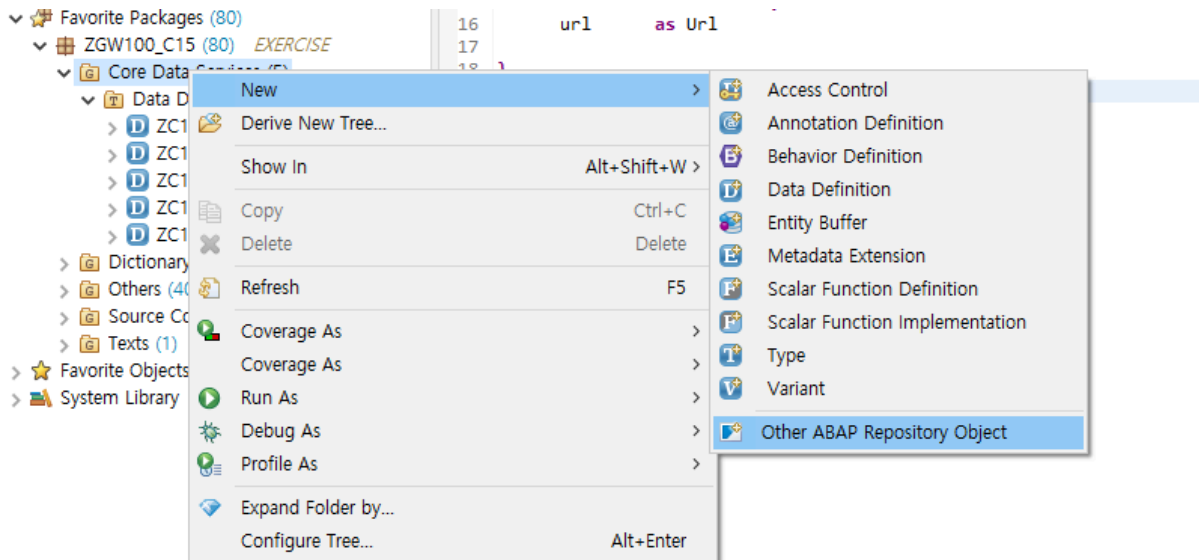 Favorite Packages (80)
ZGW100_C15 (80) EXERCISE
Core Data Services (5)
Data D
ZC1
ZC1
ZC1
ZC1
ZC1
Dictionary
Others (40
Source Co
Texts (1)
Favorite Objects
System Library
16 url as Url
17
18 }
New
Derive New Tree...
Show In Alt+Shift+W >
Copy Ctrl+C
Delete Delete
Refresh F5
Coverage As
Coverage As
Run As
Debug As
Profile As
Expand Folder by...
Configure Tree... Alt+Enter
Access Control
Annotation Definition
Behavior Definition
Data Definition
Entity Buffer
Metadata Extension
Scalar Function Definition
Scalar Function Implementation
Type
Variant
Other ABAP Repository Object